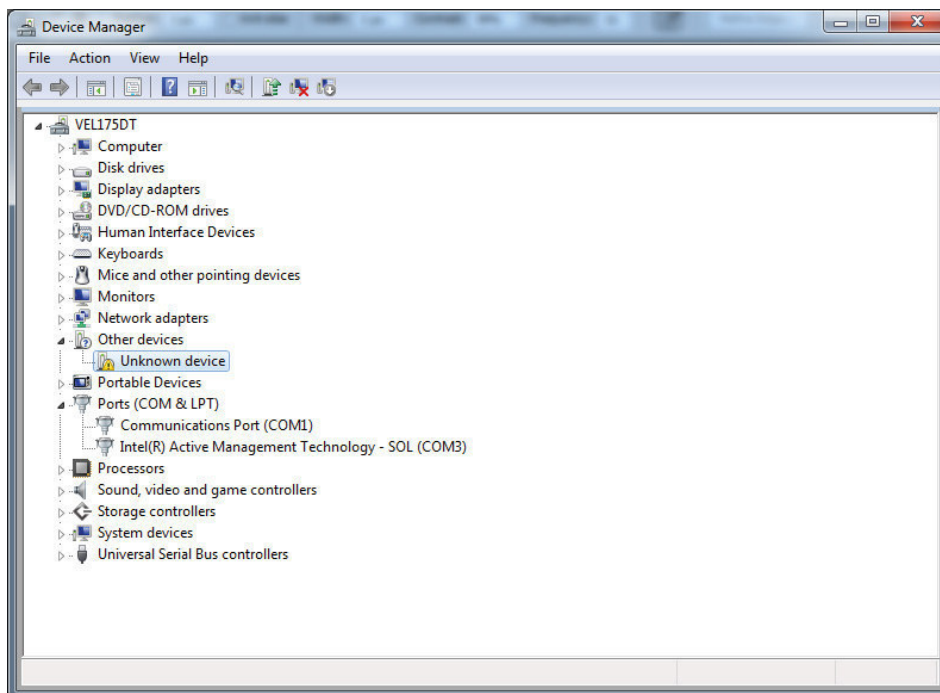 Device Manager
File Action View Help
VEL175DT
Computer
Disk drives
Display adapters
DVD/CD-ROM drives
Human Interface Devices
Keyboards
Mice and other pointing devices
Monitors
Network adapters
Other devices
Unknown device
Portable Devices
Ports (COM & LPT)
Communications Port (COM1)
Intel(R) Active Management Technology - SOL (COM3)
Processors
Sound, video and game controllers
Storage controllers
System devices
Universal Serial Bus controllers